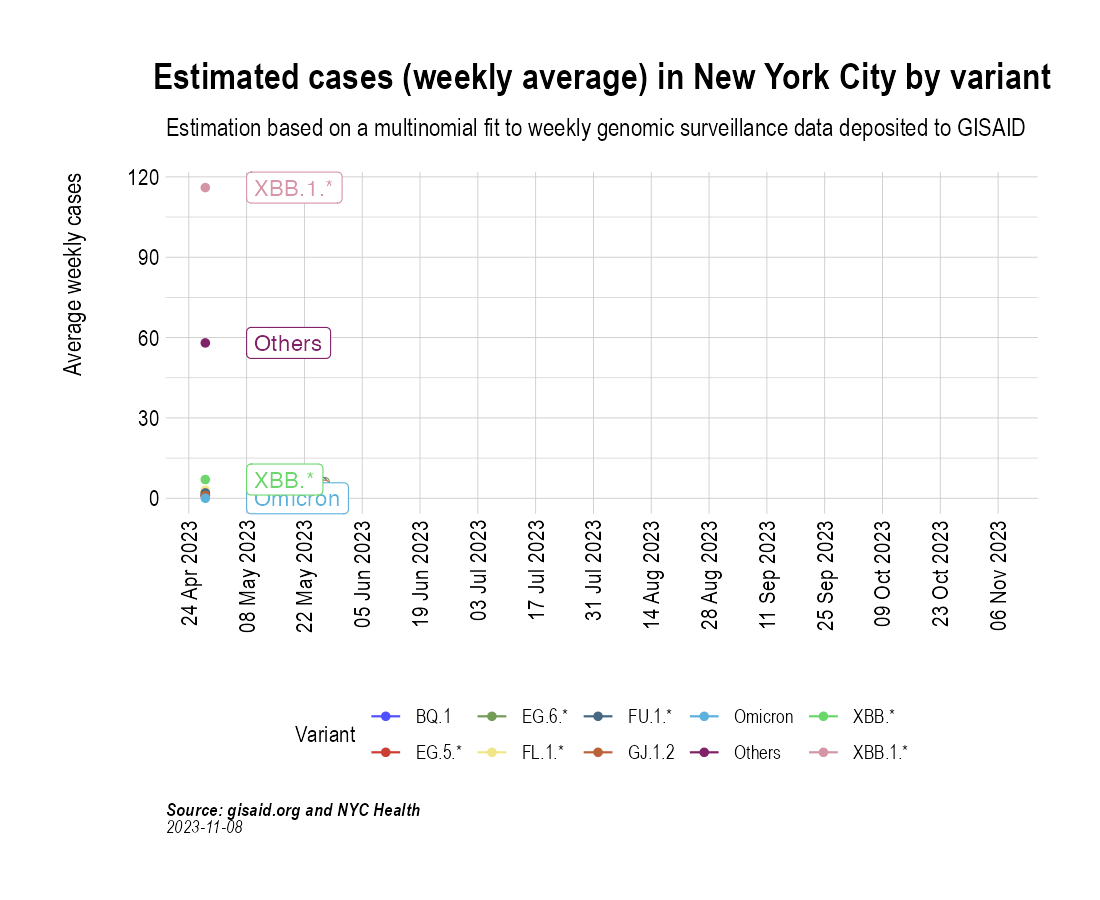 Estimated cases (weekly average) in New York City by variant
Estimation based on a multinomial fit to weekly genomic surveillance data deposited to GISAID
Average weekly cases
120
90
60
30
0
XBB.1.*
Others
XBB.*
Omicron
24 Apr 2023
08 May 2023
22 May 2023
05 Jun 2023
19 Jun 2023
03 Jul 2023
17 Jul 2023
31 Jul 2023
14 Aug 2023
28 Aug 2023
11 Sep 2023
25 Sep 2023
09 Oct 2023
23 Oct 2023
06 Nov 2023
Variant
BQ.1 EG.6.* FU.1.* Omicron XBB.*
EG.5.* FL.1.* GJ.1.2 Others XBB.1.*
Source: gisaid.org and NYC Health
2023-11-08